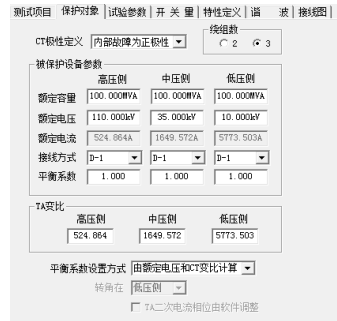 测试项目 保护对象 试验参数 开 关 量 特性定义 谐 波 接线图
CT极性定义 内部故障为正极性
绕组数
2 3
被保护设备参数
高压侧 中压侧 低压侧
额定容量 100.000MVA 100.000MVA 100.000MVA
额定电压 110.000kV 35.000kV 10.000kV
额定电流 524.864A 1649.572A 5773.503A
接线方式 D-1 D-1 D-1
平衡系数 1.000 1.000 1.000
TA变比
高压侧 中压侧 低压侧
524.864 1649.572 5773.503
平衡系数设置方式 由额定电压和CT变比计算
转角在 低压侧
TA二次电流相位由软件调整